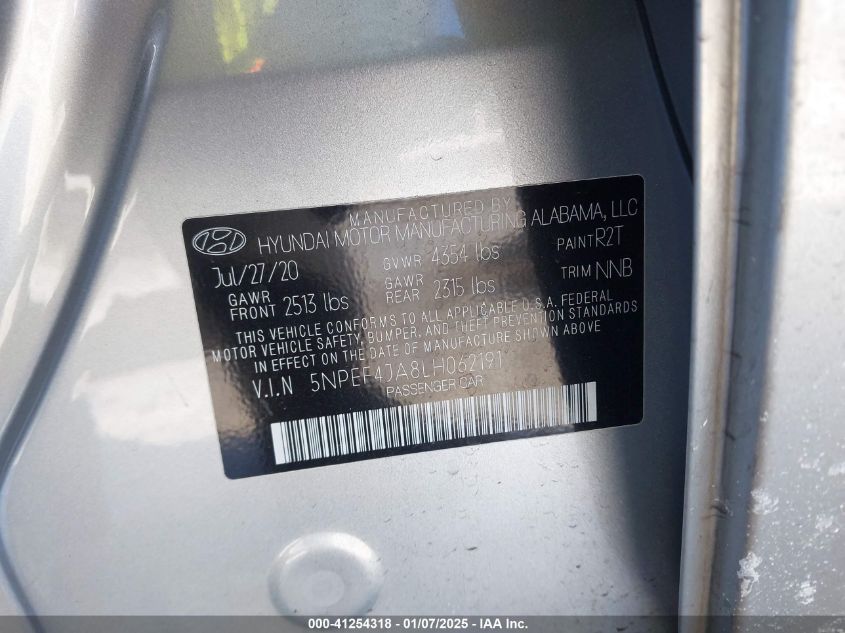 MANUFACTURED BY
HYUNDAI MOTOR MANUFACTURING ALABAMA, LLC
Jul/27/20 GVWR 4354 lbs PAINT R2T
GAWR FRONT 2513 lbs GAWR REAR 2315 lbs TRIM NNB
THIS VEHICLE CONFORMS TO ALL APPLICABLE U.S.A. FEDERAL
MOTOR VEHICLE SAFETY, BUMPER, AND THEFT PREVENTION STANDARDS
IN EFFECT ON THE DATE OF MANUFACTURE SHOWN ABOVE
V.I.N 5NPEF4JA8LH062191
PASSENGER CAR
000-41254318 - 01/07/2025 - IAA Inc.